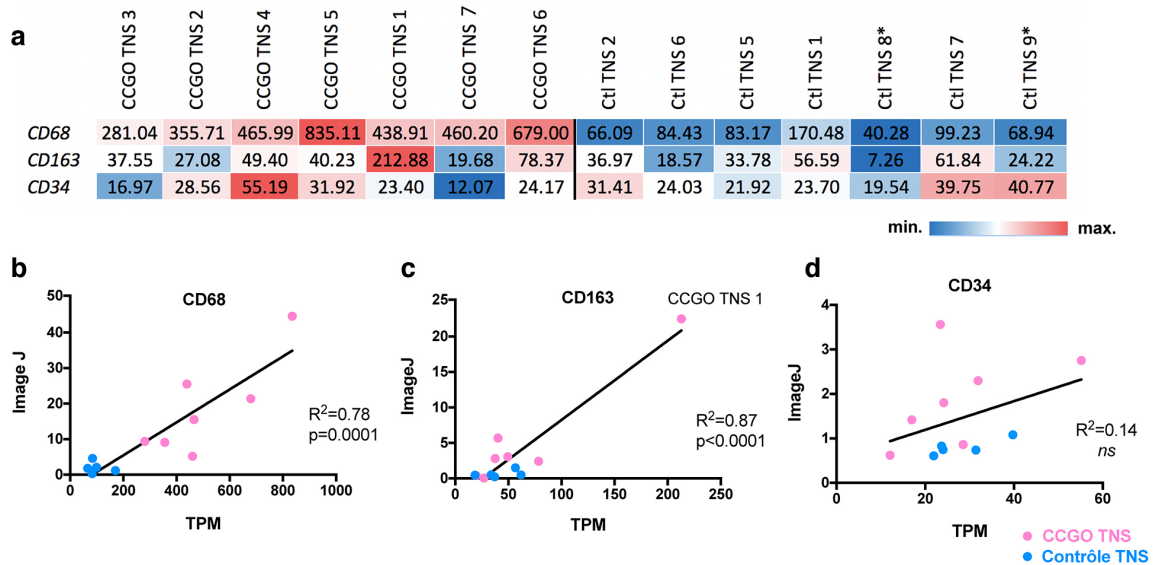 a
CCGO TNS 3 CCGO TNS 2 CCGO TNS 4 CCGO TNS 5 CCGO TNS 1 CCGO TNS 7 CCGO TNS 6 Ctl TNS 2 Ctl TNS 6 Ctl TNS 5 Ctl TNS 1 Ctl TNS 8* Ctl TNS 7 Ctl TNS 9*
CD68 281.04 355.71 465.99 835.11 438.91 460.20 679.00 66.09 84.43 83.17 170.48 40.28 99.23 68.94
CD163 37.55 27.08 49.40 40.23 212.88 19.68 78.37 36.97 18.57 33.78 56.59 7.26 61.84 24.22
CD34 16.97 28.56 55.19 31.92 23.40 12.07 24.17 31.41 24.03 21.92 23.70 19.54 39.75 40.77
min. max.
b
CD68
Image J
50
40
30
20
10
0
R²=0.78
p=0.0001
0 200 400 600 800 1000
TPM
c
CD163
CCGO TNS 1
ImageJ
25
20
15
10
5
0
R²=0.87
p<0.0001
0 50 100 150 200 250
TPM
d
CD34
ImageJ
4
3
2
1
0
R²=0.14
ns
0 20 40 60
TPM
CCGO TNS
Contrôle TNS